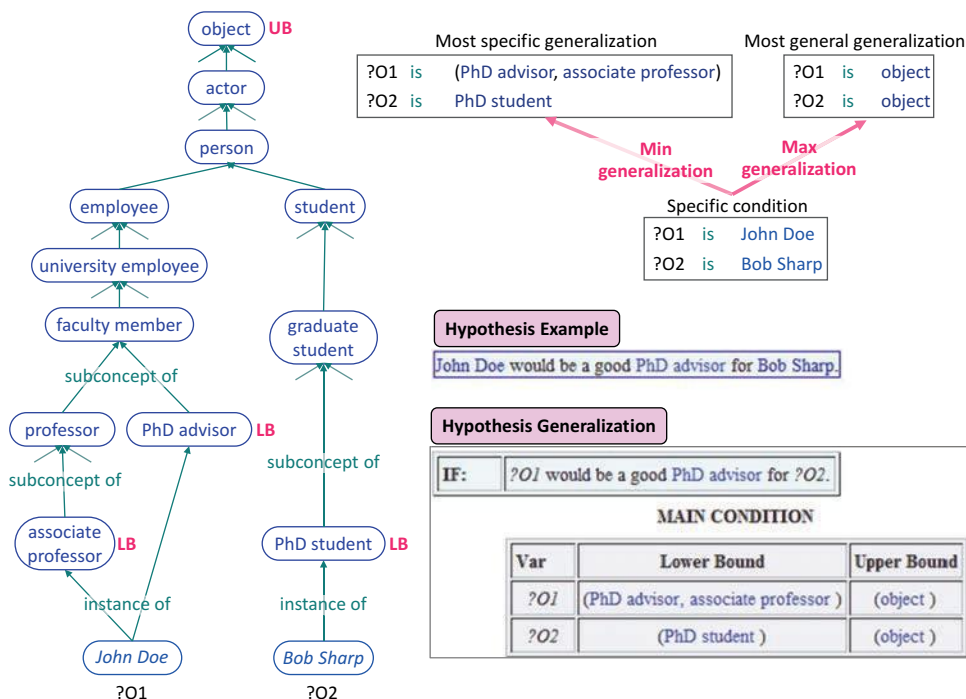 object UB
actor
person
employee
student
university employee
faculty member
graduate
student
subconcept of
professor
PhD advisor LB
subconcept of
subconcept of
associate
professor LB
PhD student LB
instance of
instance of
John Doe
Bob Sharp
?O1
?O2
Most specific generalization
?O1 is (PhD advisor, associate professor)
?O2 is PhD student
Most general generalization
?O1 is object
?O2 is object
Min
generalization
Max
generalization
Specific condition
?O1 is John Doe
?O2 is Bob Sharp
Hypothesis Example
John Doe would be a good PhD advisor for Bob Sharp.
Hypothesis Generalization
IF: ?O1 would be a good PhD advisor for ?O2.
MAIN CONDITION
Var Lower Bound Upper Bound
?O1 (PhD advisor, associate professor ) (object )
?O2 (PhD student ) (object )